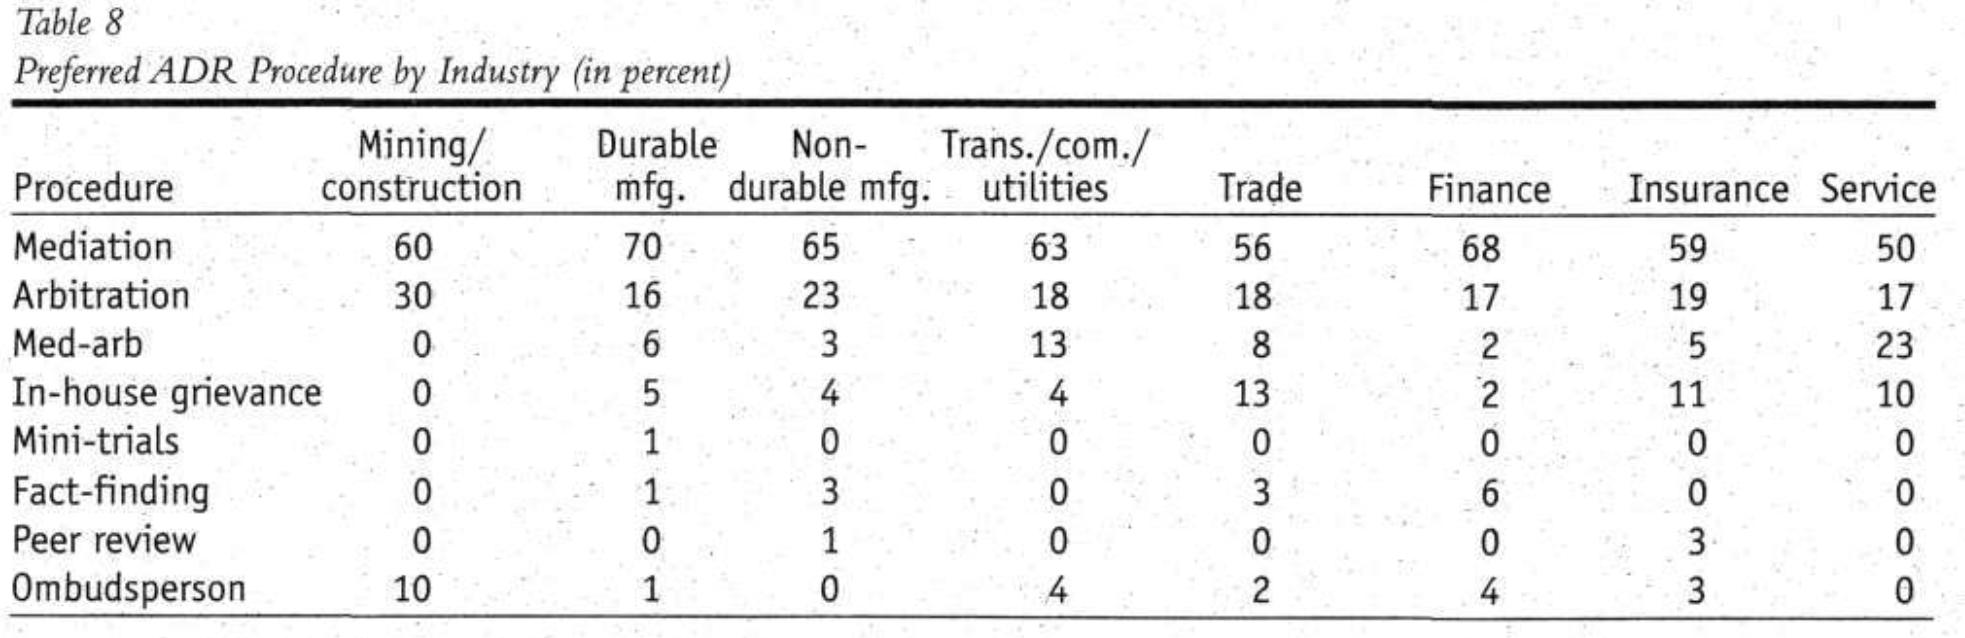 Table 8
Preferred ADR Procedure by Industry (in percent)
Mining/ Durable Non- Trans./com./
Procedure construction mfg. durable mfg. utilities Trade Finance Insurance Service
Mediation 60 70 65 63 56 68 59 50
Arbitration 30 16 23 18 18 17 19 17
Med-arb 0 6 3 13 8 2 5 23
In-house grievance 0 5 4 4 13 2 11 10
Mini-trials 0 1 0 0 0 0 0 0
Fact-finding 0 1 3 0 3 6 0 0
Peer review 0 0 1 0 0 0 3 0
Ombudsperson 10 1 0 4 2 4 3 0